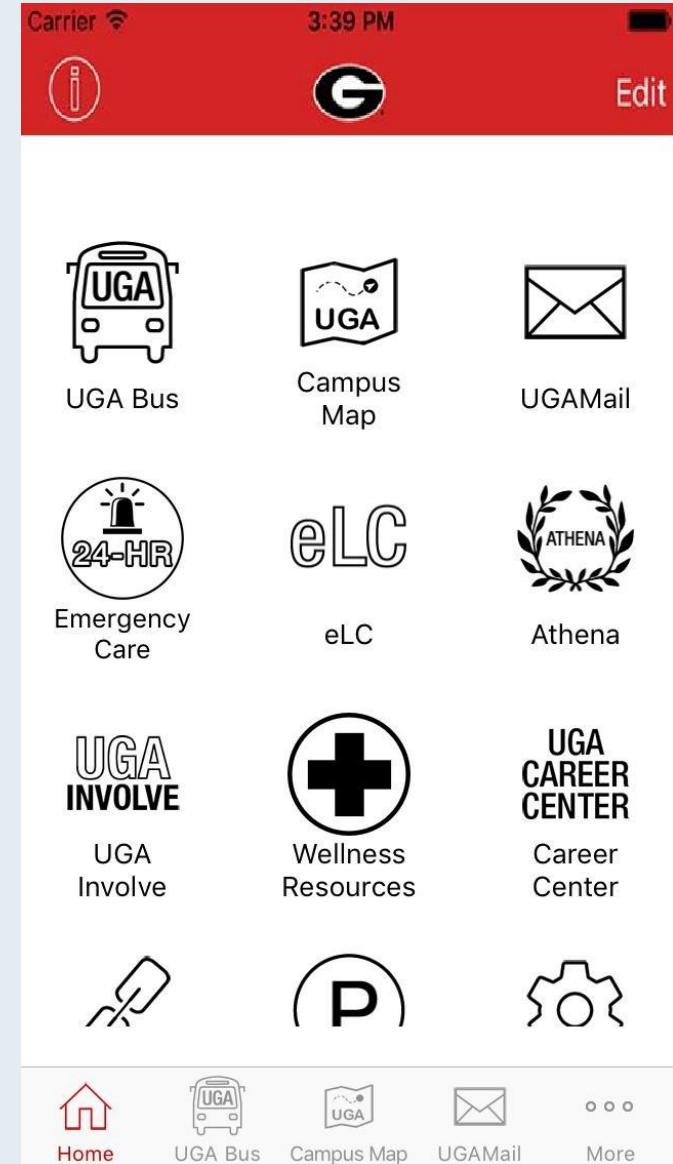 Carrier 3:39 PM
G Edit
UGA UGA
UGA Bus Campus Map UGAMail
24-HR eLC ATHENA
Emergency Care eLC Athena
UGA INVOLVE UGA CAREER CENTER
UGA Involve Wellness Resources Career Center
P
UGA UGA
Home UGA Bus Campus Map UGAMail More